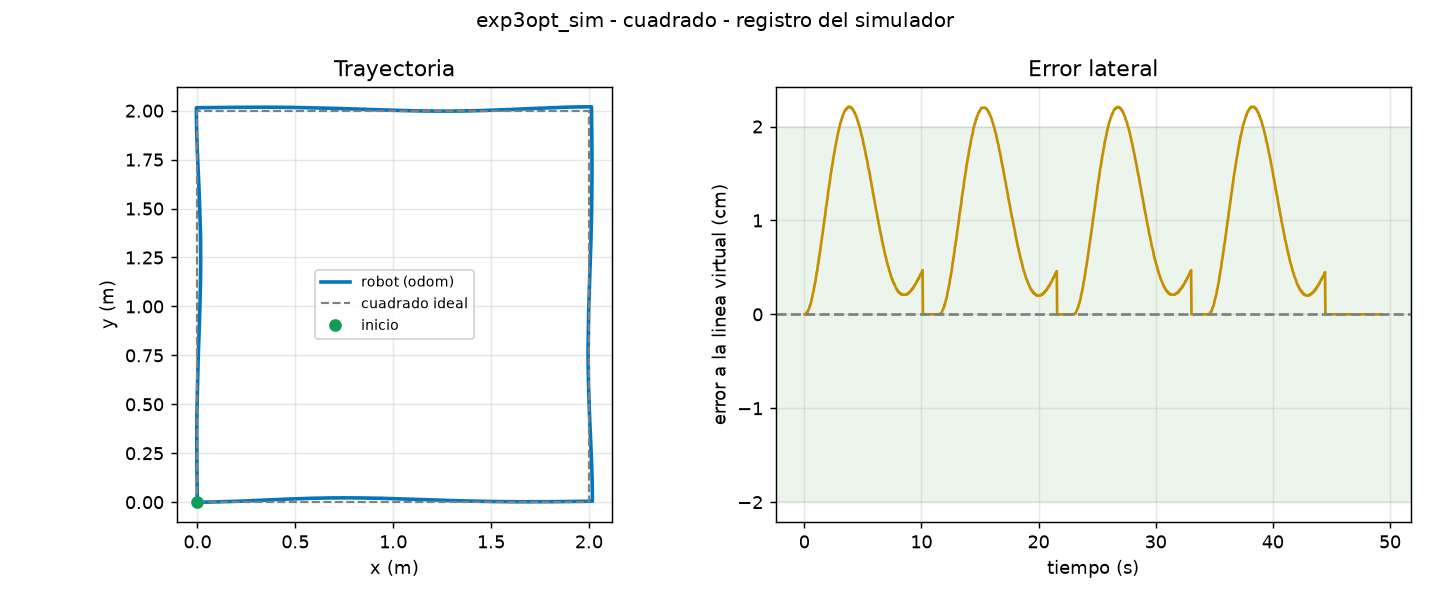 exp3opt_sim - cuadrado - registro del simulador
Trayectoria
2.00
1.75
1.50
1.25
1.00
0.75
0.50
0.25
0.00
y (m)
robot (odom)
cuadrado ideal
inicio
0.0 0.5 1.0 1.5 2.0
x (m)
Error lateral
2
1
0
−1
−2
error a la linea virtual (cm)
0 10 20 30 40 50
tiempo (s)